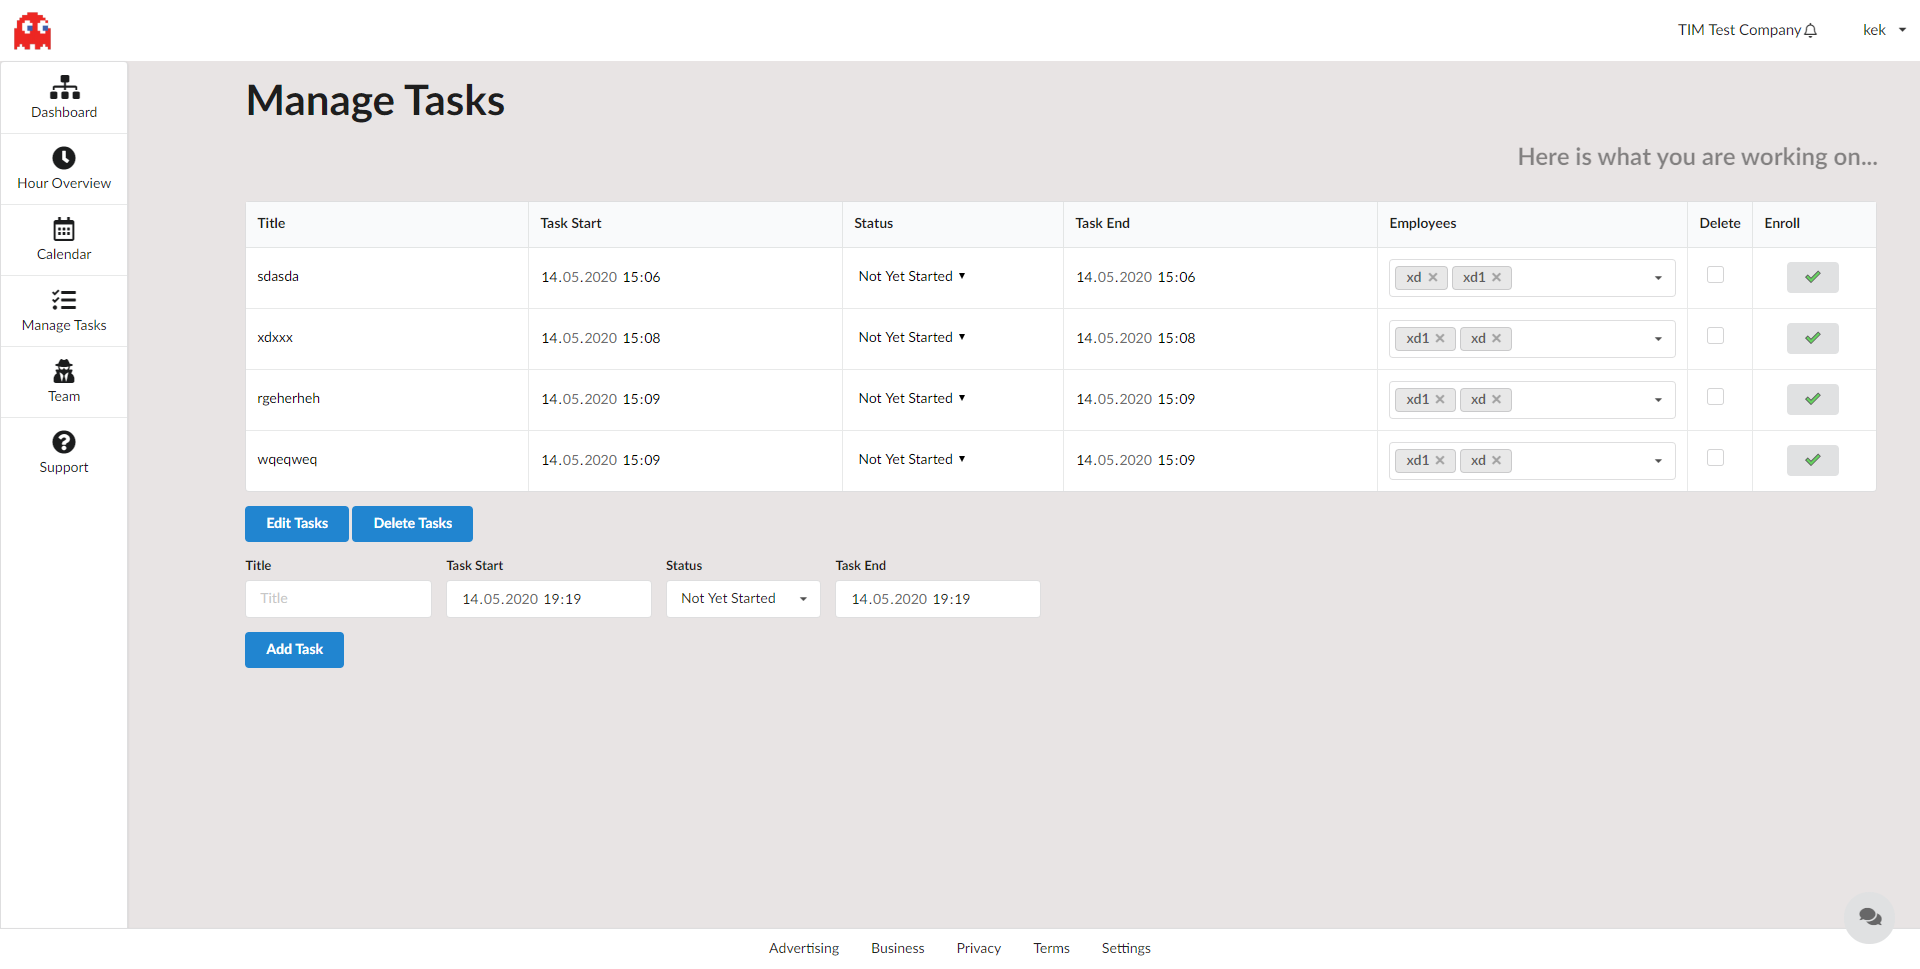 TIM Test Company
kek
Dashboard
Hour Overview
Calendar
Manage Tasks
Team
Support
Manage Tasks
Here is what you are working on...
Title Task Start Status Task End Employees Delete Enroll
sdasda 14.05.2020 15:06 Not Yet Started 14.05.2020 15:06 xd xd1
xdxxx 14.05.2020 15:08 Not Yet Started 14.05.2020 15:08 xd1 xd
rgeherheh 14.05.2020 15:09 Not Yet Started 14.05.2020 15:09 xd1 xd
wqeqweq 14.05.2020 15:09 Not Yet Started 14.05.2020 15:09 xd1 xd
Edit Tasks Delete Tasks
Title Task Start Status Task End
Title 14.05.2020 19:19 Not Yet Started 14.05.2020 19:19
Add Task
Advertising Business Privacy Terms Settings